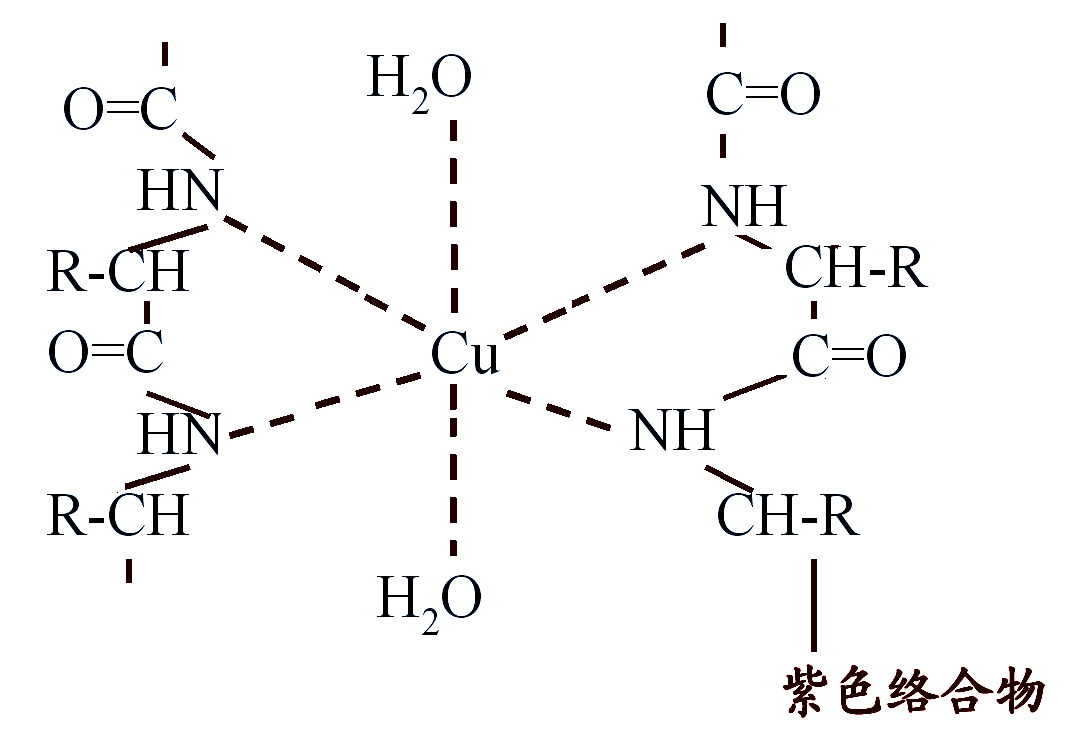 O=C H₂O C=O
HN NH
R-CH CH-R
O=C Cu C=O
HN NH
R-CH CH-R
H₂O
紫色络合物